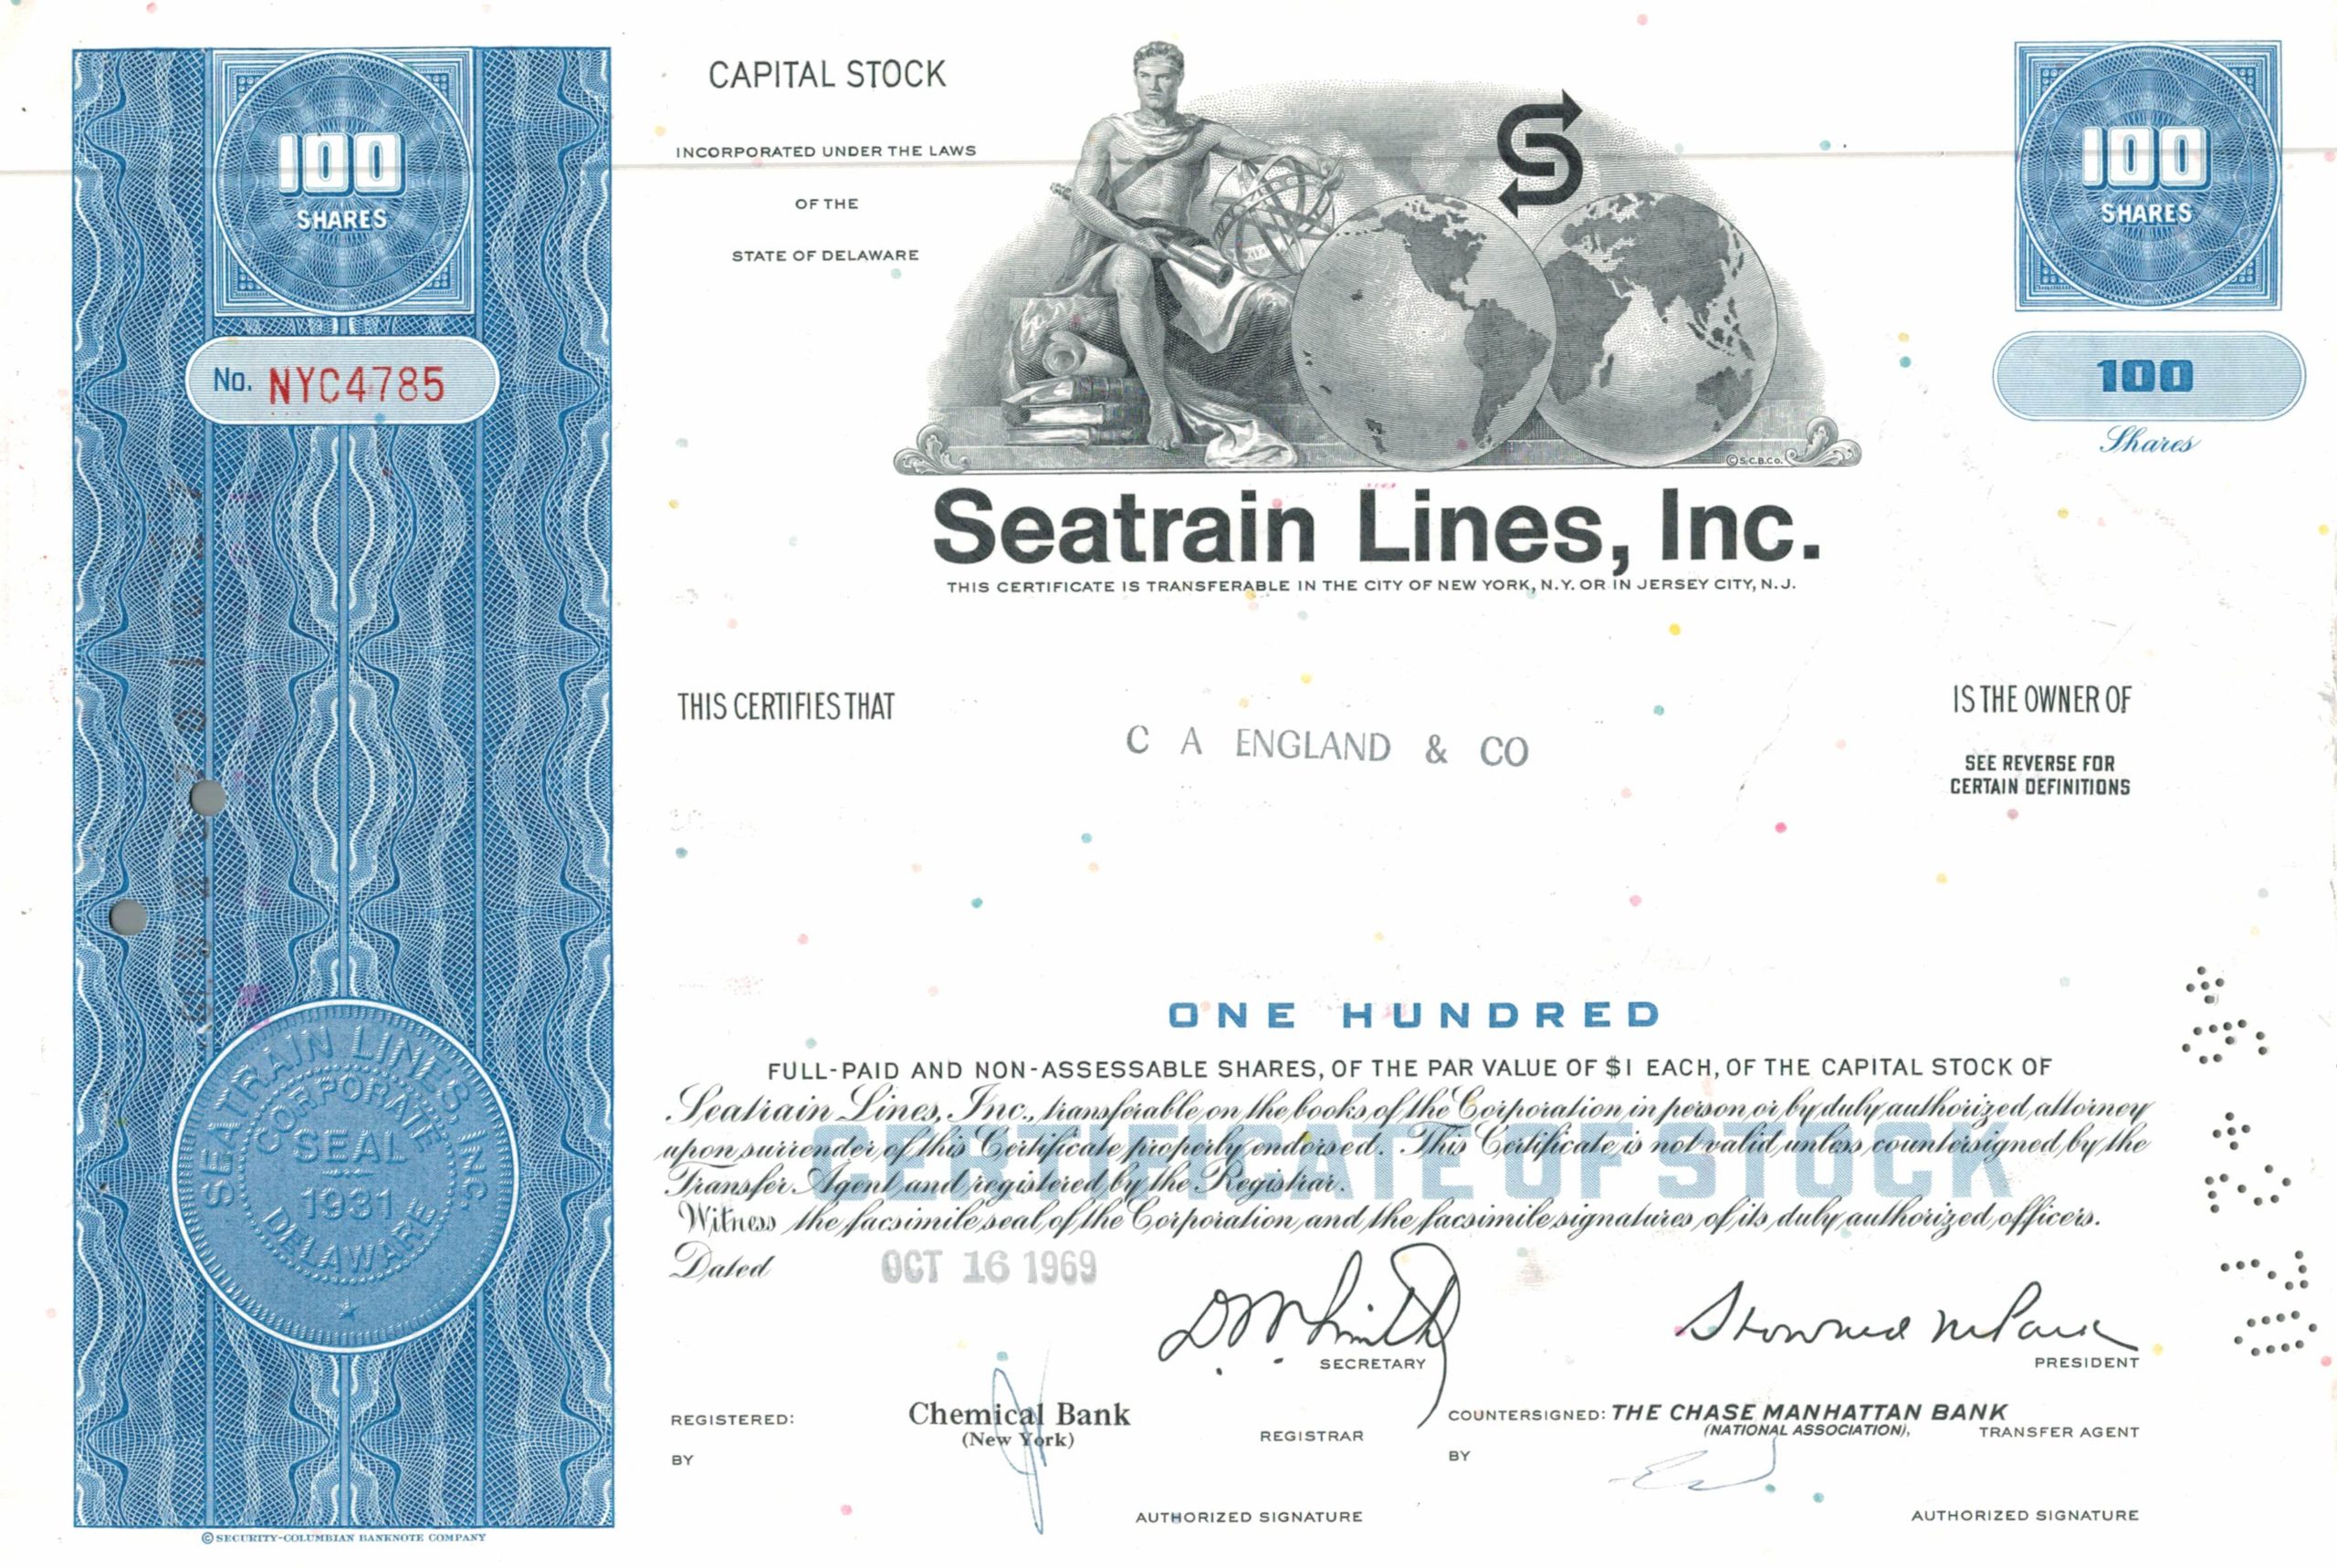 100
SHARES
No. NYC4785
CAPITAL STOCK
INCORPORATED UNDER THE LAWS
OF THE
STATE OF DELAWARE
S
© S.C.B.Co.
100
SHARES
100
Shares
Seatrain Lines, Inc.
THIS CERTIFICATE IS TRANSFERABLE IN THE CITY OF NEW YORK, N.Y. OR IN JERSEY CITY, N.J.
THIS CERTIFIES THAT
C A ENGLAND & CO
IS THE OWNER OF
SEE REVERSE FOR
CERTAIN DEFINITIONS
ONE HUNDRED
FULL-PAID AND NON-ASSESSABLE SHARES, OF THE PAR VALUE OF $1 EACH, OF THE CAPITAL STOCK OF
Seatrain Lines, Inc., transferable on the books of the Corporation in person or by duly authorized attorney
upon surrender of this Certificate properly endorsed. This Certificate is not valid unless countersigned by the
Transfer Agent and registered by the Registrar.
CERTIFICATE OF STOCK
Witness the facsimile seal of the Corporation and the facsimile signatures of its duly authorized officers.
Dated OCT 16 1969
D M Smith
SECRETARY
PRESIDENT
REGISTERED:
Chemical Bank
(New York)
REGISTRAR
BY
AUTHORIZED SIGNATURE
COUNTERSIGNED: THE CHASE MANHATTAN BANK
(NATIONAL ASSOCIATION),
TRANSFER AGENT
BY
AUTHORIZED SIGNATURE
SEATRAIN LINES, INC.
CORPORATE
SEAL
1931
DELAWARE
© SECURITY-COLUMBIAN BANKNOTE COMPANY